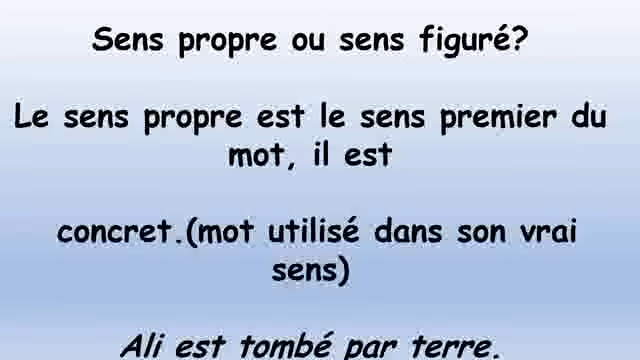 Sens propre ou sens figuré?
Le sens propre est le sens premier du
mot, il est
concret.(mot utilisé dans son vrai
sens)
Ali est tombé par terre.